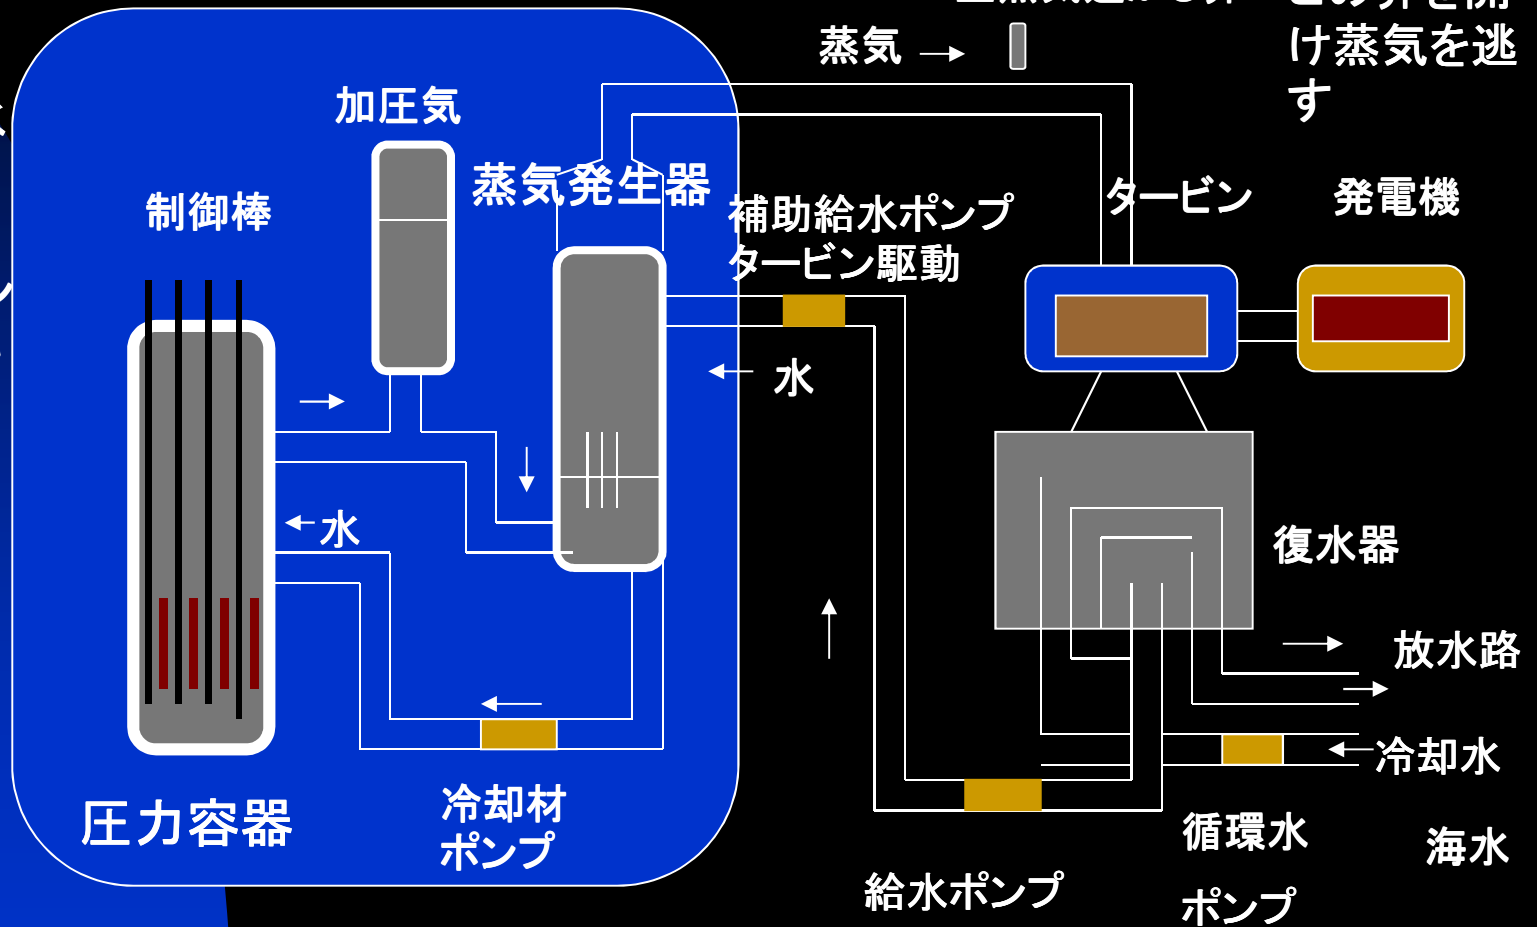 け蒸気を逃
す
蒸気
加圧気
蒸気発生器
制御棒
補助給水ポンプ
タービン駆動
タービン
発電機
水
水
復水器
放水路
冷却水
圧力容器
冷却材
ポンプ
循環水
ポンプ
海水
給水ポンプ